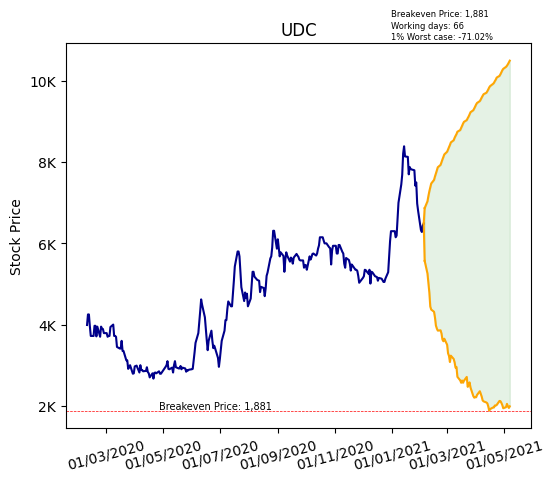 Breakeven Price: 1,881
Working days: 66
1% Worst case: -71.02%
UDC
Stock Price
10K
8K
6K
4K
2K
Breakeven Price: 1,881
01/03/2020 01/05/2020 01/07/2020 01/09/2020 01/11/2020 01/01/2021 01/03/2021 01/05/2021